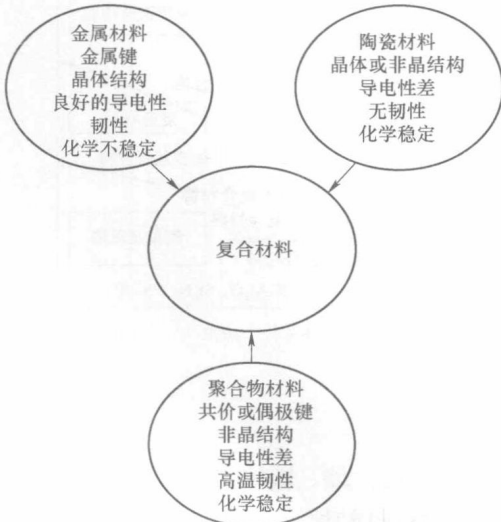 金属材料
金属键
晶体结构
良好的导电性
韧性
化学不稳定
陶瓷材料
晶体或非晶结构
导电性差
无韧性
化学稳定
复合材料
聚合物材料
共价或偶极键
非晶结构
导电性差
高温韧性
化学稳定